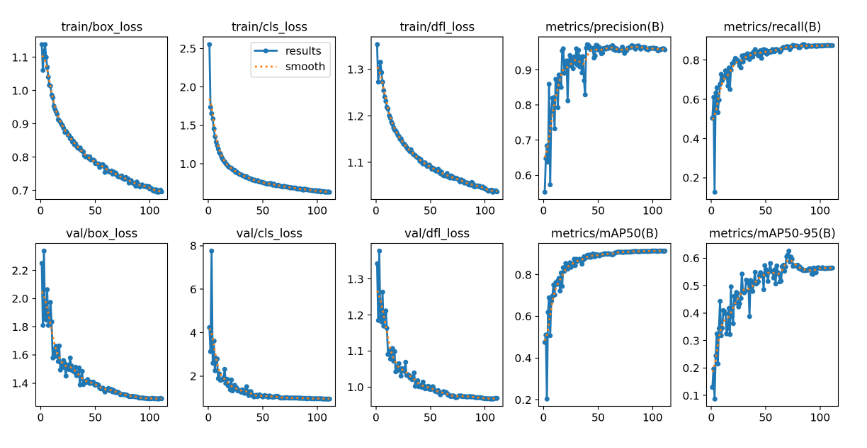 train/box_loss
train/cls_loss
train/dfl_loss
metrics/precision(B)
metrics/recall(B)
1.1
1.0
0.9
0.8
0.7
0 50 100
2.5
2.0
1.5
1.0
0 50 100
results
smooth
1.3
1.2
1.1
0 50 100
0.9
0.8
0.7
0.6
0 50 100
0.8
0.6
0.4
0.2
0 50 100
val/box_loss
val/cls_loss
val/dfl_loss
metrics/mAP50(B)
metrics/mAP50-95(B)
2.2
2.0
1.8
1.6
1.4
0 50 100
8
6
4
2
0 50 100
1.3
1.2
1.1
1.0
0 50 100
0.8
0.6
0.4
0.2
0 50 100
0.6
0.5
0.4
0.3
0.2
0.1
0 50 100